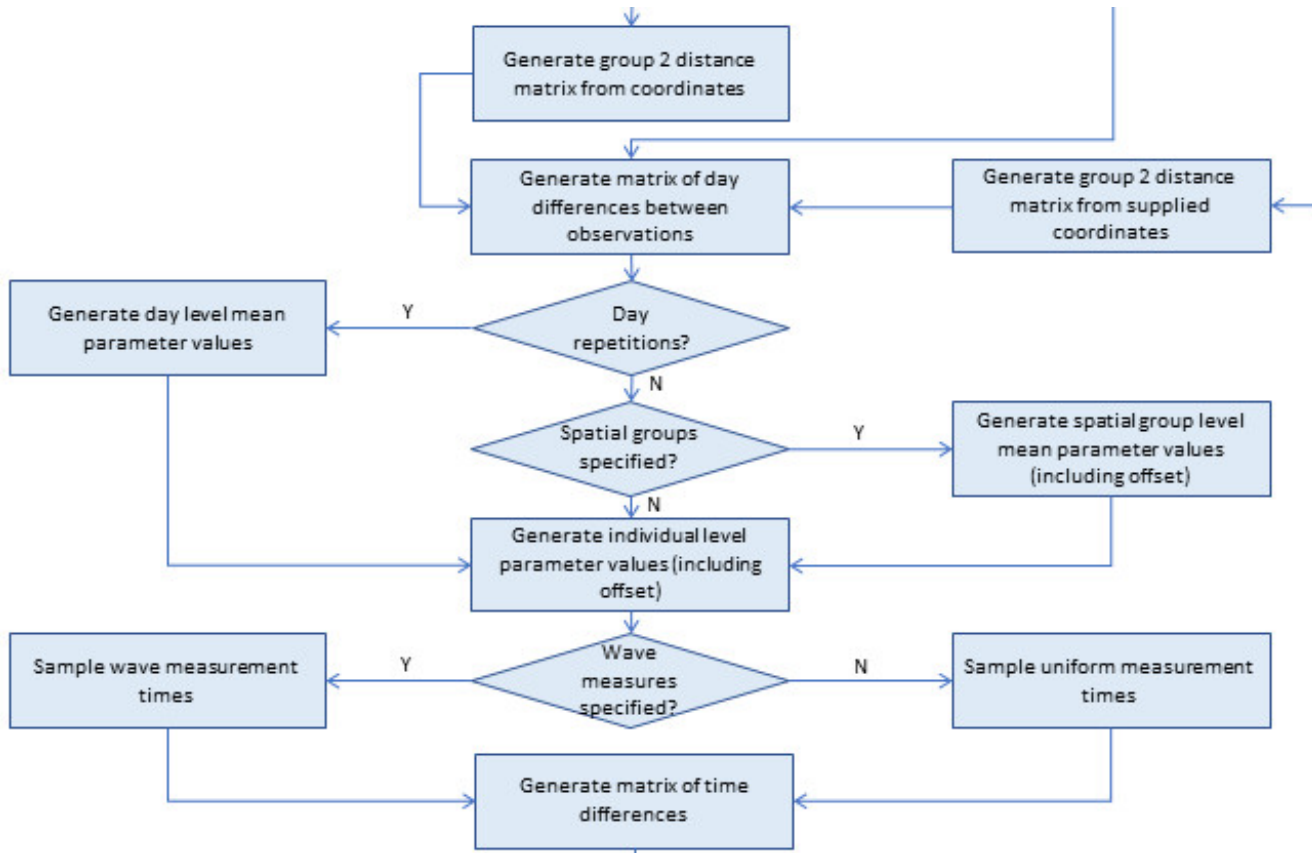 Generate group 2 distance
matrix from coordinates
Generate matrix of day
differences between
observations
Generate group 2 distance
matrix from supplied
coordinates
Generate day level mean
parameter values
Y
Day
repetitions?
N
Spatial groups
specified?
Y
Generate spatial group level
mean parameter values
(including offset)
N
Generate individual level
parameter values (including
offset)
Sample wave measurement
times
Y
Wave
measures
specified?
N
Sample uniform measurement
times
Generate matrix of time
differences